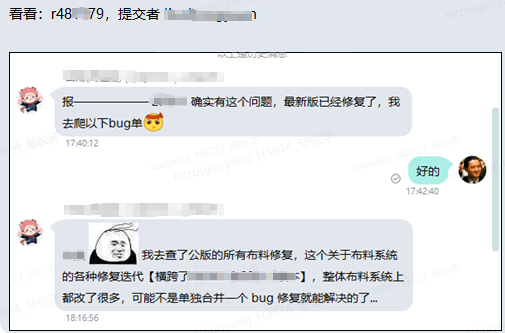 看看：r48 79，提交者
以上是历史消息
报—————— 确实有这个问题，最新版已经修复了，我
去爬以下bug单
17:40:12
好的
17:42:40
我去查了公版的所有布料修复，这个关于布料系统
的各种修复迭代【横跨了 本】，整体布料系统上
都改了很多，可能不是单独合并一个 bug 修复就能解决的了...
18:16:56